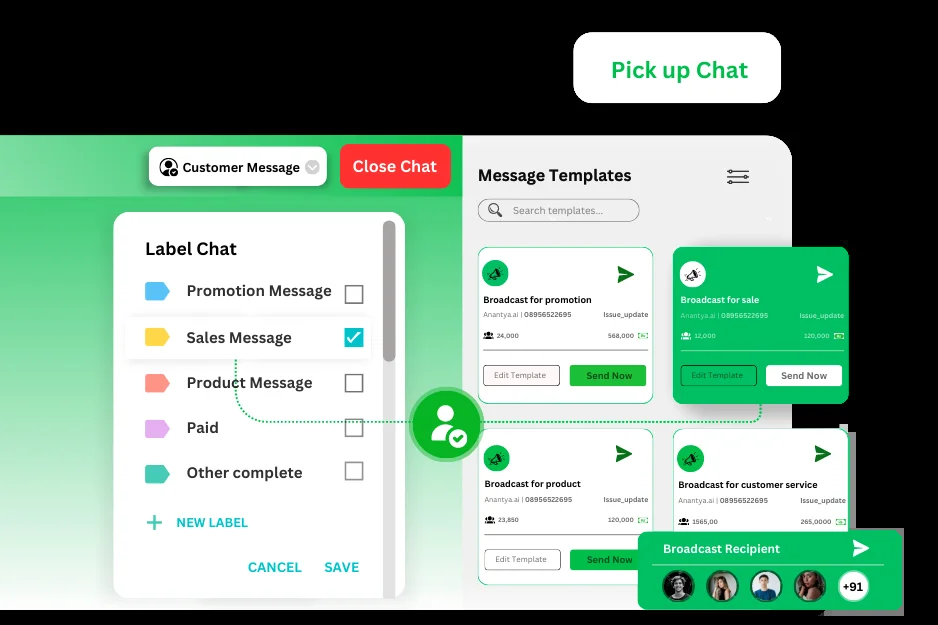 Pick up Chat
Customer Message
Close Chat
Label Chat
Promotion Message
Sales Message
Product Message
Paid
Other complete
NEW LABEL
CANCEL SAVE
Message Templates
Search templates...
Broadcast for promotion
Anantya.ai | 08956522695 Issue_update
24,000 568,000
Edit Template Send Now
Broadcast for sale
Anantya.ai | 08956522695 Issue_update
12,000 120,000
Edit Template Send Now
Broadcast for product
Anantya.ai | 08956522695 Issue_update
23,850 120,000
Edit Template Send Now
Broadcast for customer service
Anantya.ai | 08956522695 Issue_update
1565,00 265,0000
Broadcast Recipient
+91